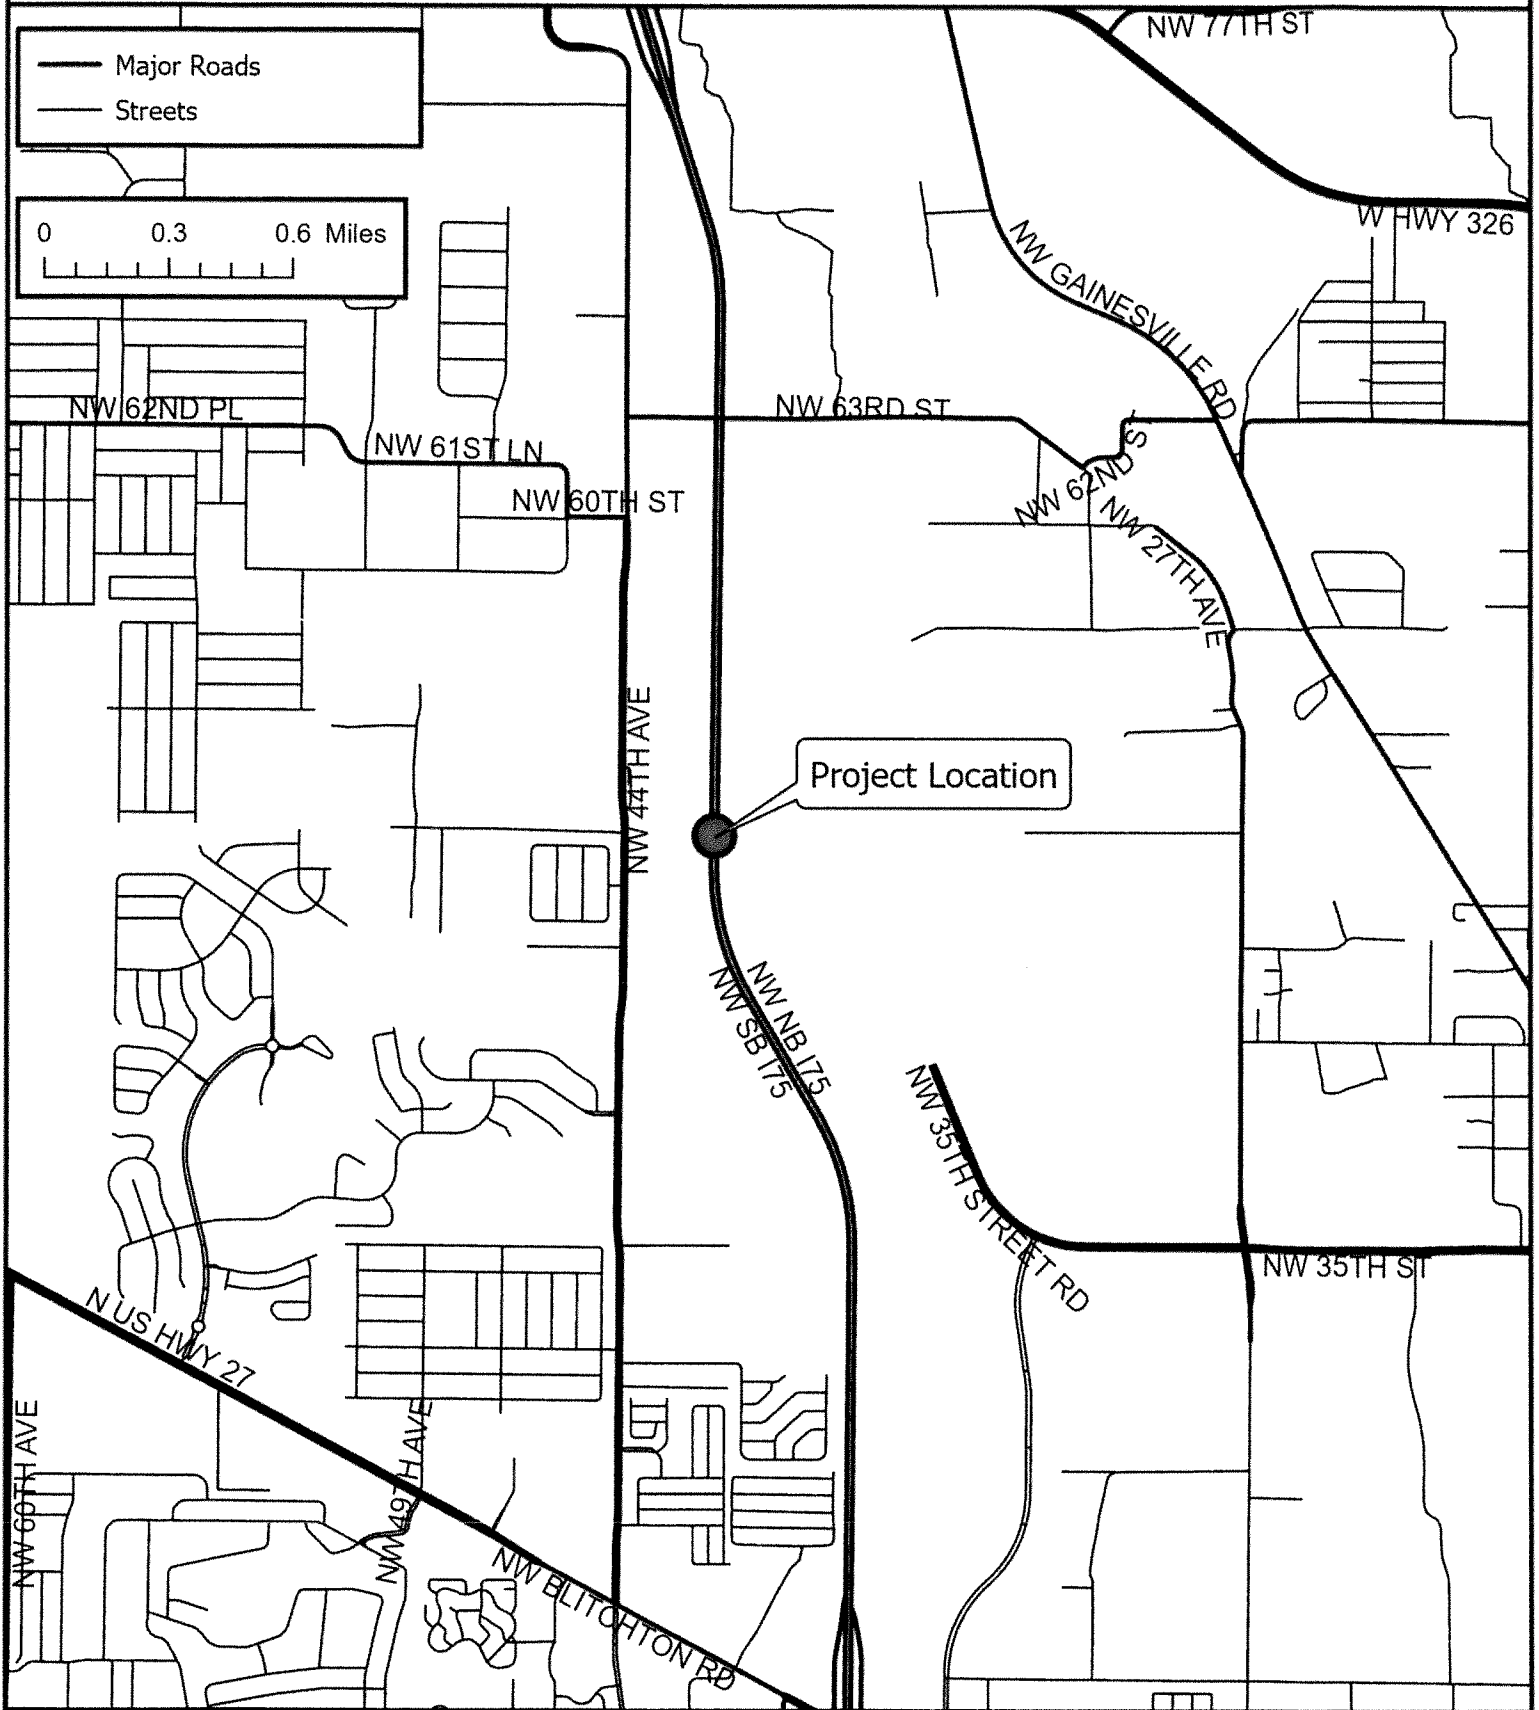 NW 77TH ST
Major Roads
Streets
W HWY 326
0 0.3 0.6 Miles
NW GAINESVILLE RD
NW 62ND PL
NW 63RD ST
NW 61ST LN
NW 62ND ST
NW 60TH ST
NW 27TH AVE
NW 44TH AVE
Project Location
NW NB I75
NW SB I75
NW 35TH STREET RD
NW 35TH ST
N US HWY 27
NW 60TH AVE
NW 49TH AVE
NW BLITCHTON RD